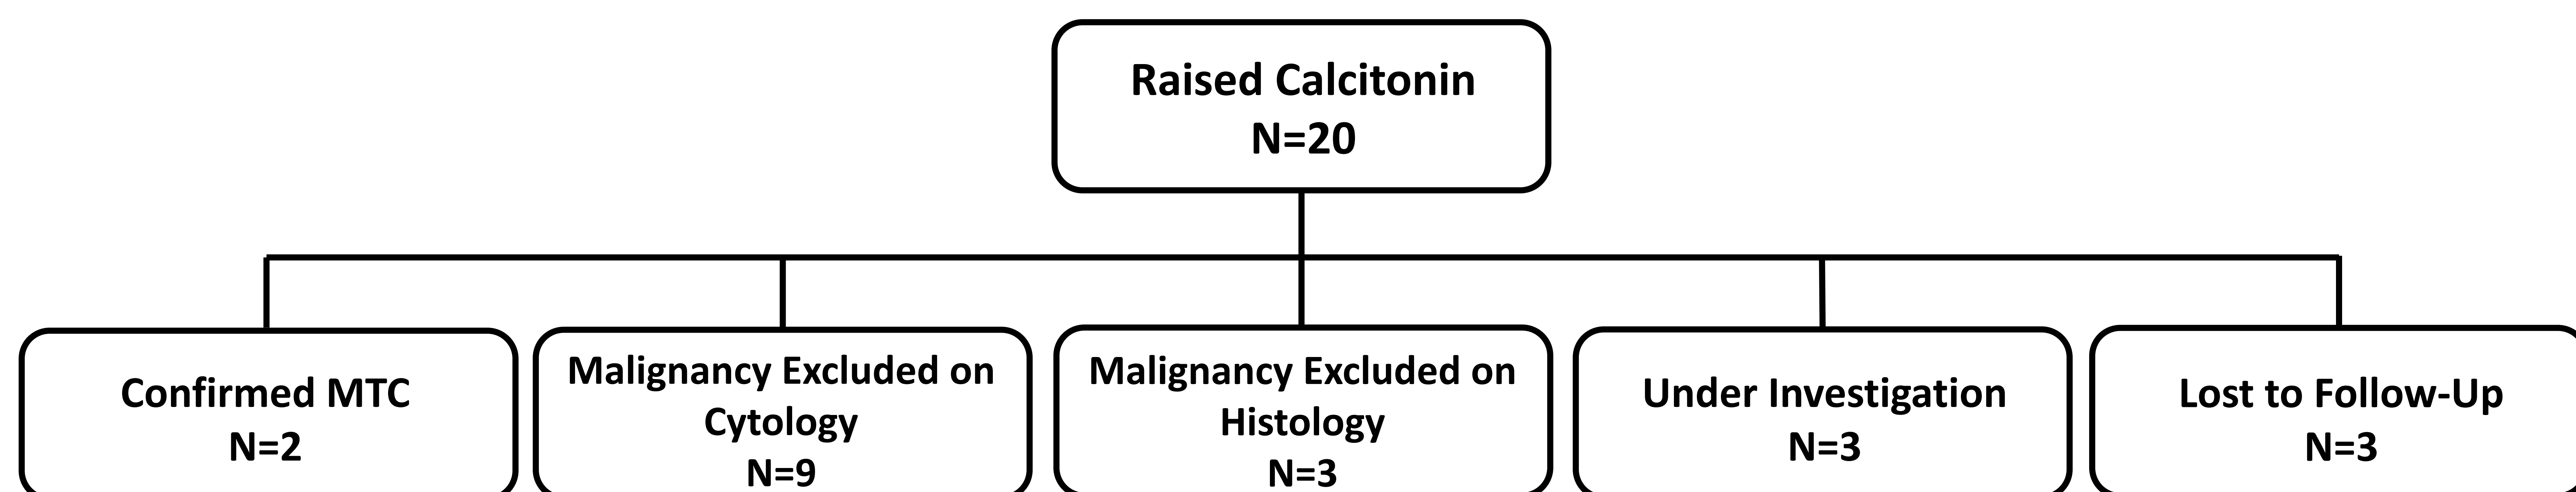 Raised Calcitonin
N=20
Confirmed MTC
N=2
Malignancy Excluded on
Cytology
N=9
Malignancy Excluded on
Histology
N=3
Under Investigation
N=3
Lost to Follow-Up
N=3